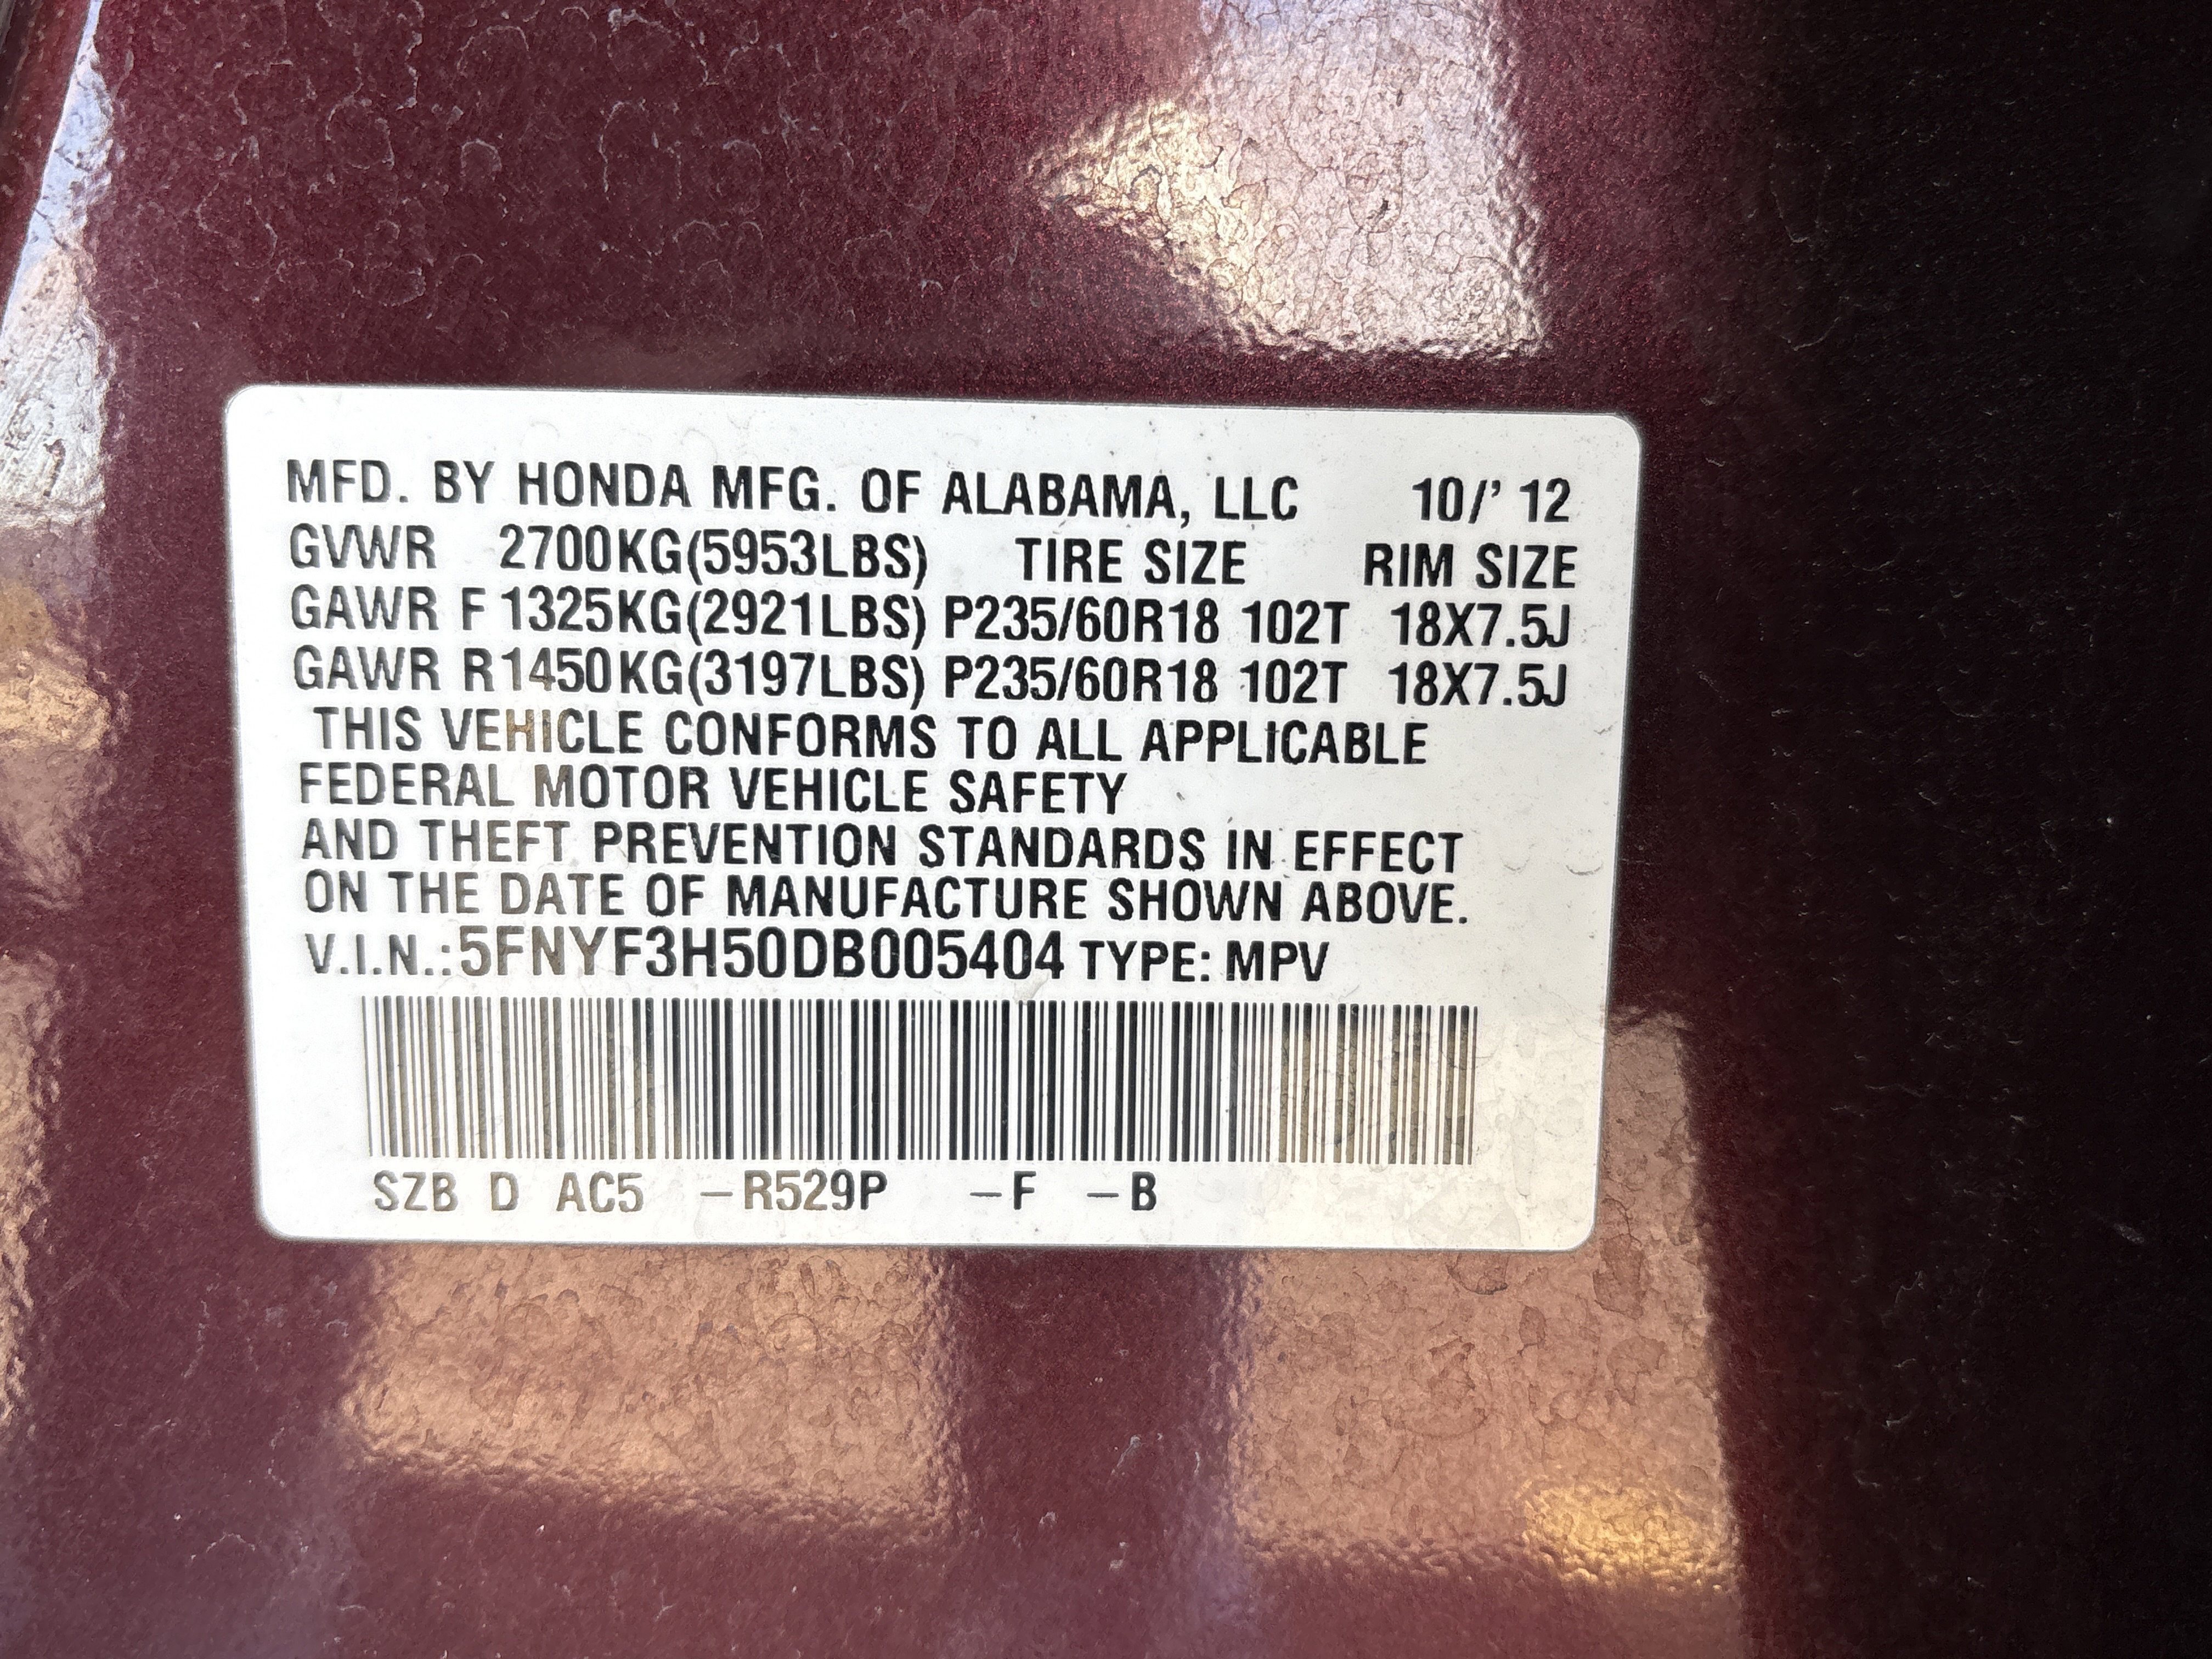 MFD. BY HONDA MFG. OF ALABAMA, LLC 10/' 12
GVWR 2700KG(5953LBS) TIRE SIZE RIM SIZE
GAWR F 1325KG(2921LBS) P235/60R18 102T 18X7.5J
GAWR R1450KG(3197LBS) P235/60R18 102T 18X7.5J
THIS VEHICLE CONFORMS TO ALL APPLICABLE
FEDERAL MOTOR VEHICLE SAFETY
AND THEFT PREVENTION STANDARDS IN EFFECT
ON THE DATE OF MANUFACTURE SHOWN ABOVE.
V.I.N.:5FNYF3H50DB005404 TYPE: MPV
SZB D AC5 –R529P –F –B